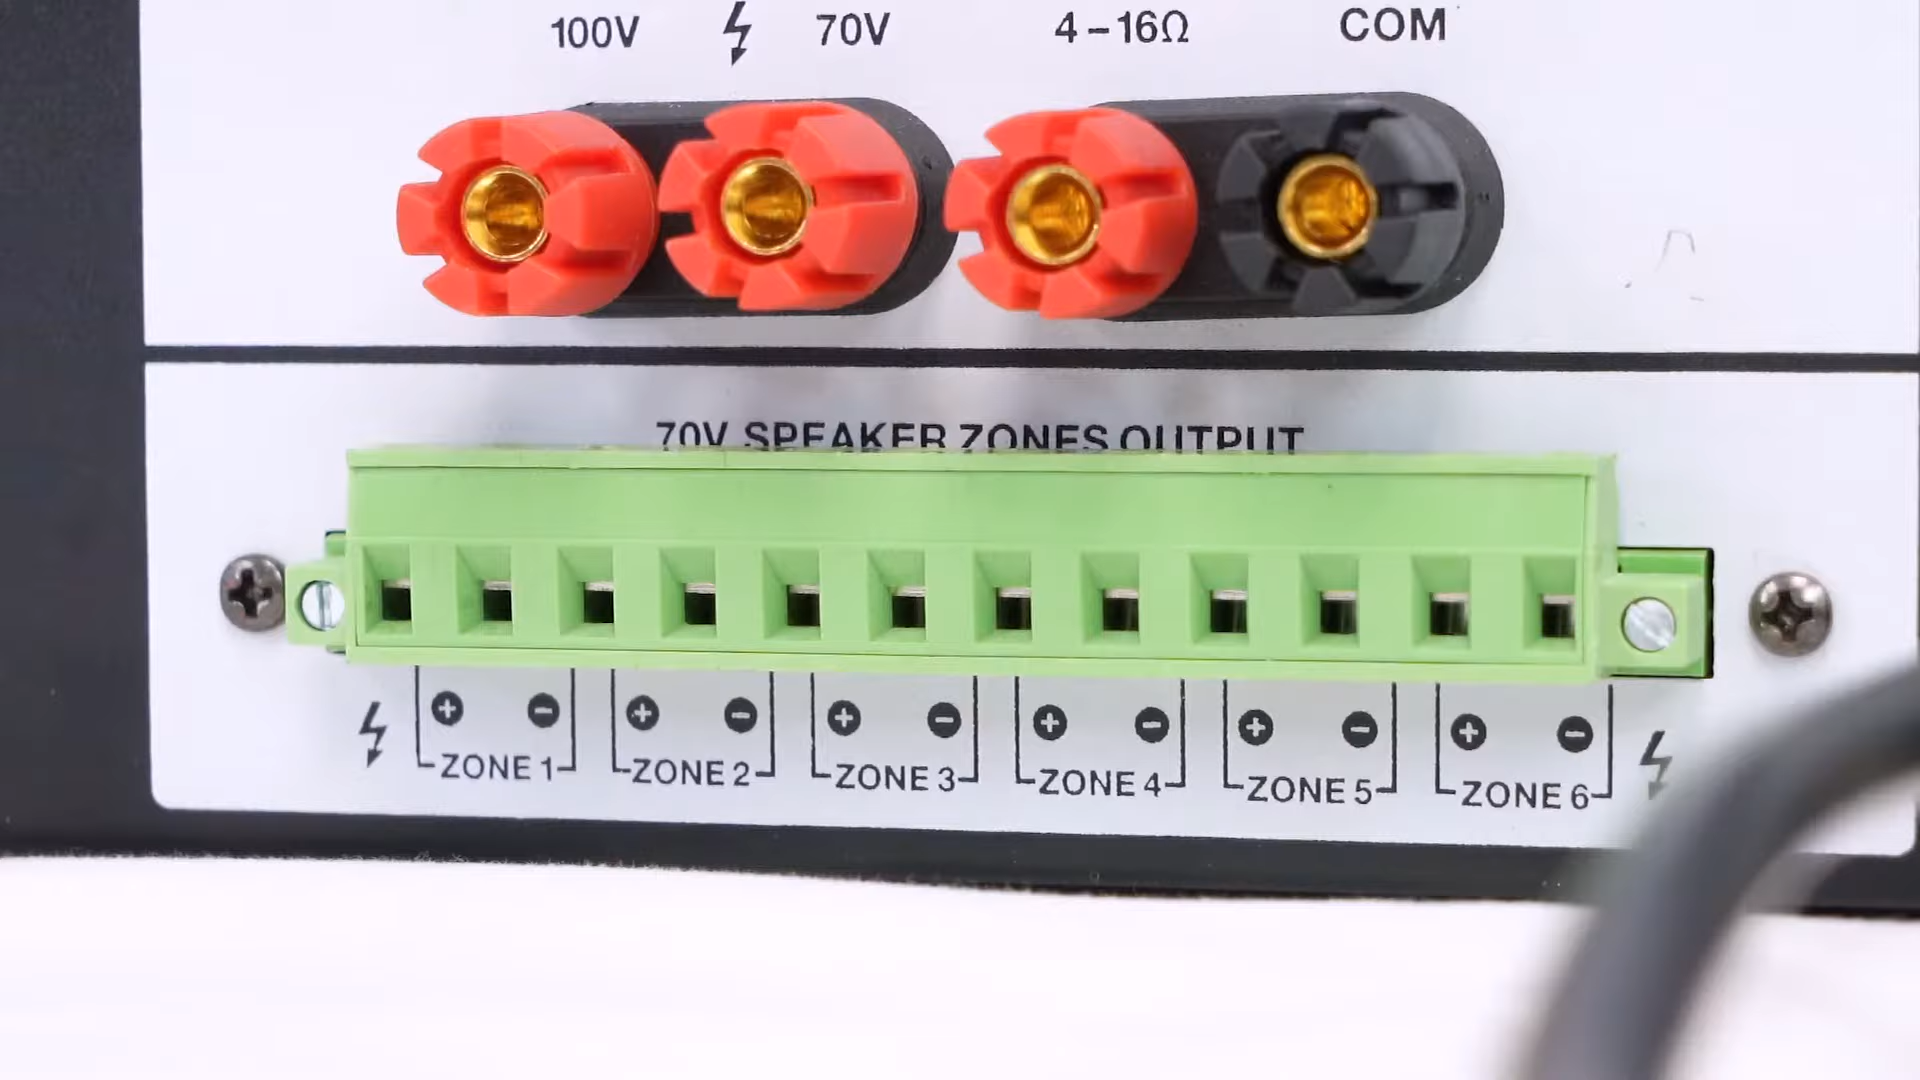 100V 70V 4-16Ω COM
70V SPEAKER ZONES OUTPUT
+ - + - + - + - + - + -
ZONE 1 ZONE 2 ZONE 3 ZONE 4 ZONE 5 ZONE 6